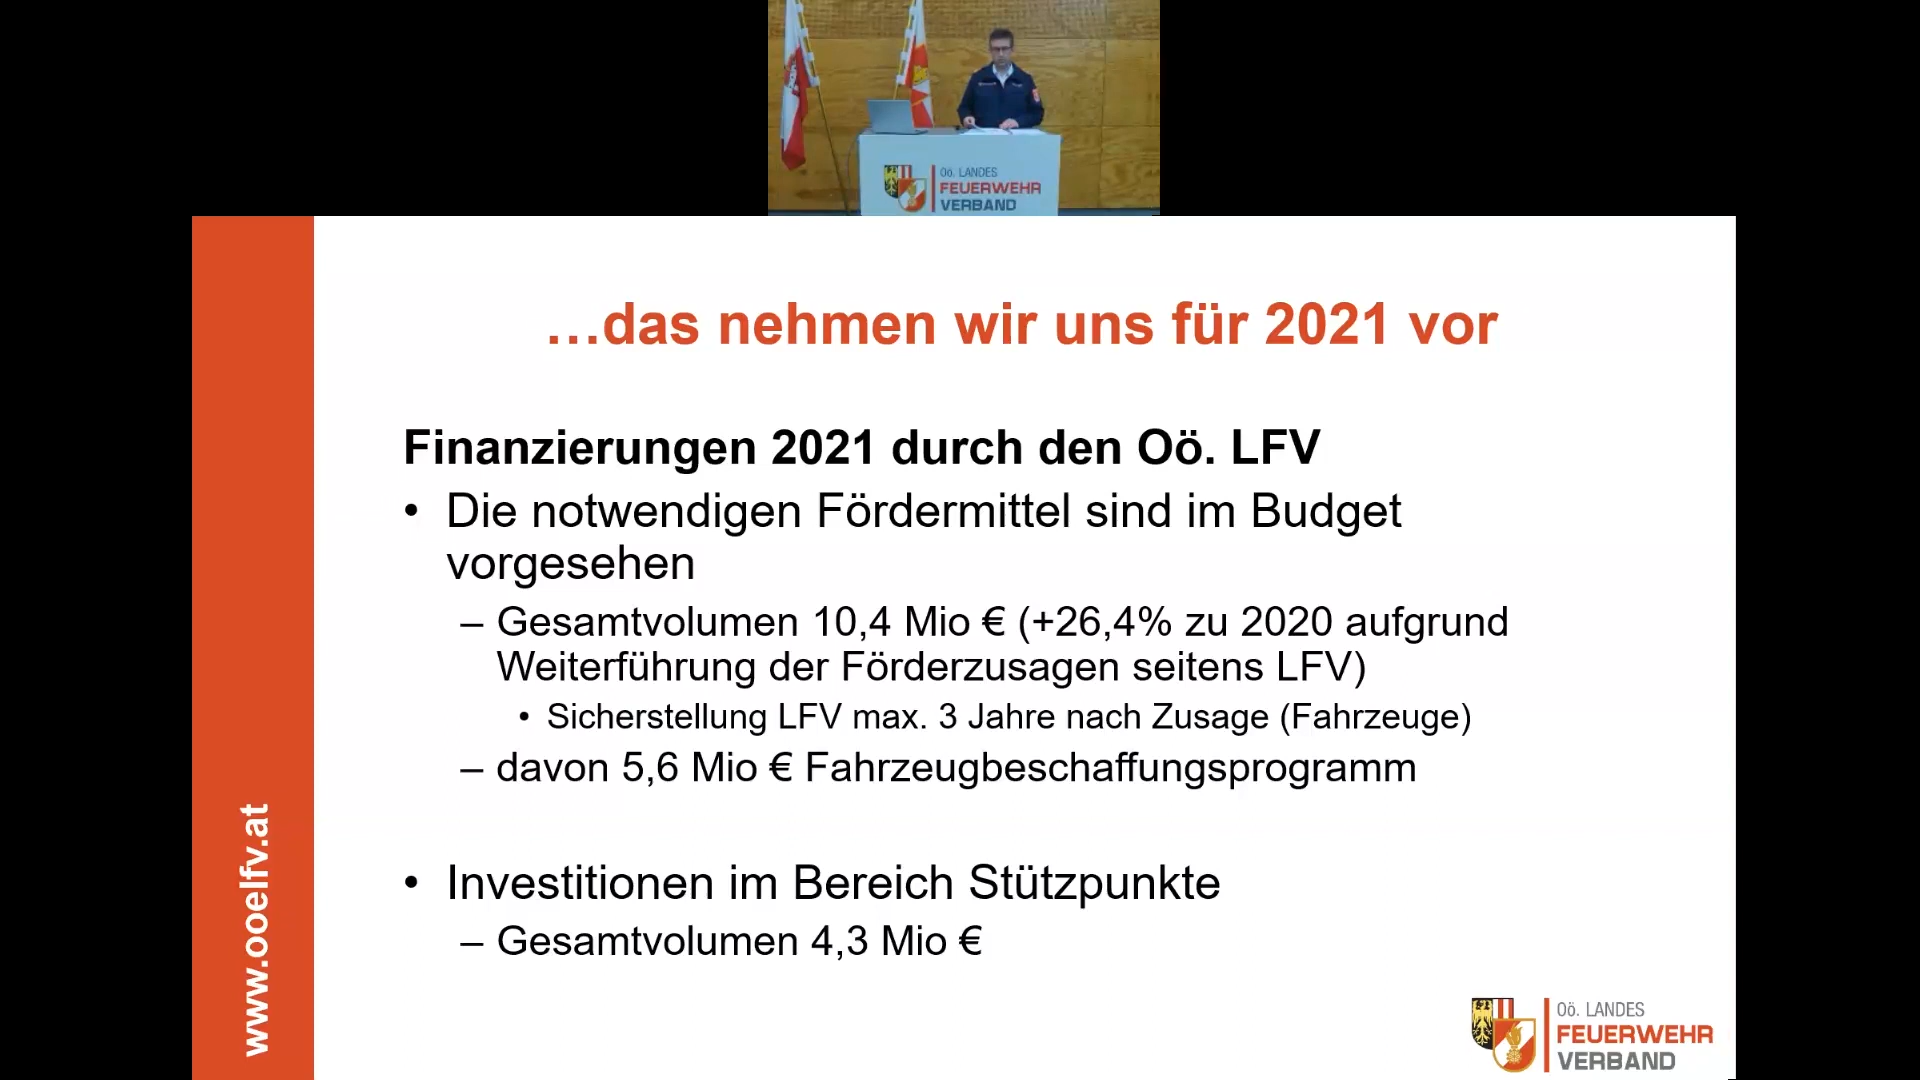 Oö. LANDES
FEUERWEHR
VERBAND
…das nehmen wir uns für 2021 vor
Finanzierungen 2021 durch den Oö. LFV
• Die notwendigen Fördermittel sind im Budget
vorgesehen
– Gesamtvolumen 10,4 Mio € (+26,4% zu 2020 aufgrund
Weiterführung der Förderzusagen seitens LFV)
• Sicherstellung LFV max. 3 Jahre nach Zusage (Fahrzeuge)
– davon 5,6 Mio € Fahrzeugbeschaffungsprogramm
• Investitionen im Bereich Stützpunkte
– Gesamtvolumen 4,3 Mio €
www.ooelfv.at
Oö. LANDES
FEUERWEHR
VERBAND